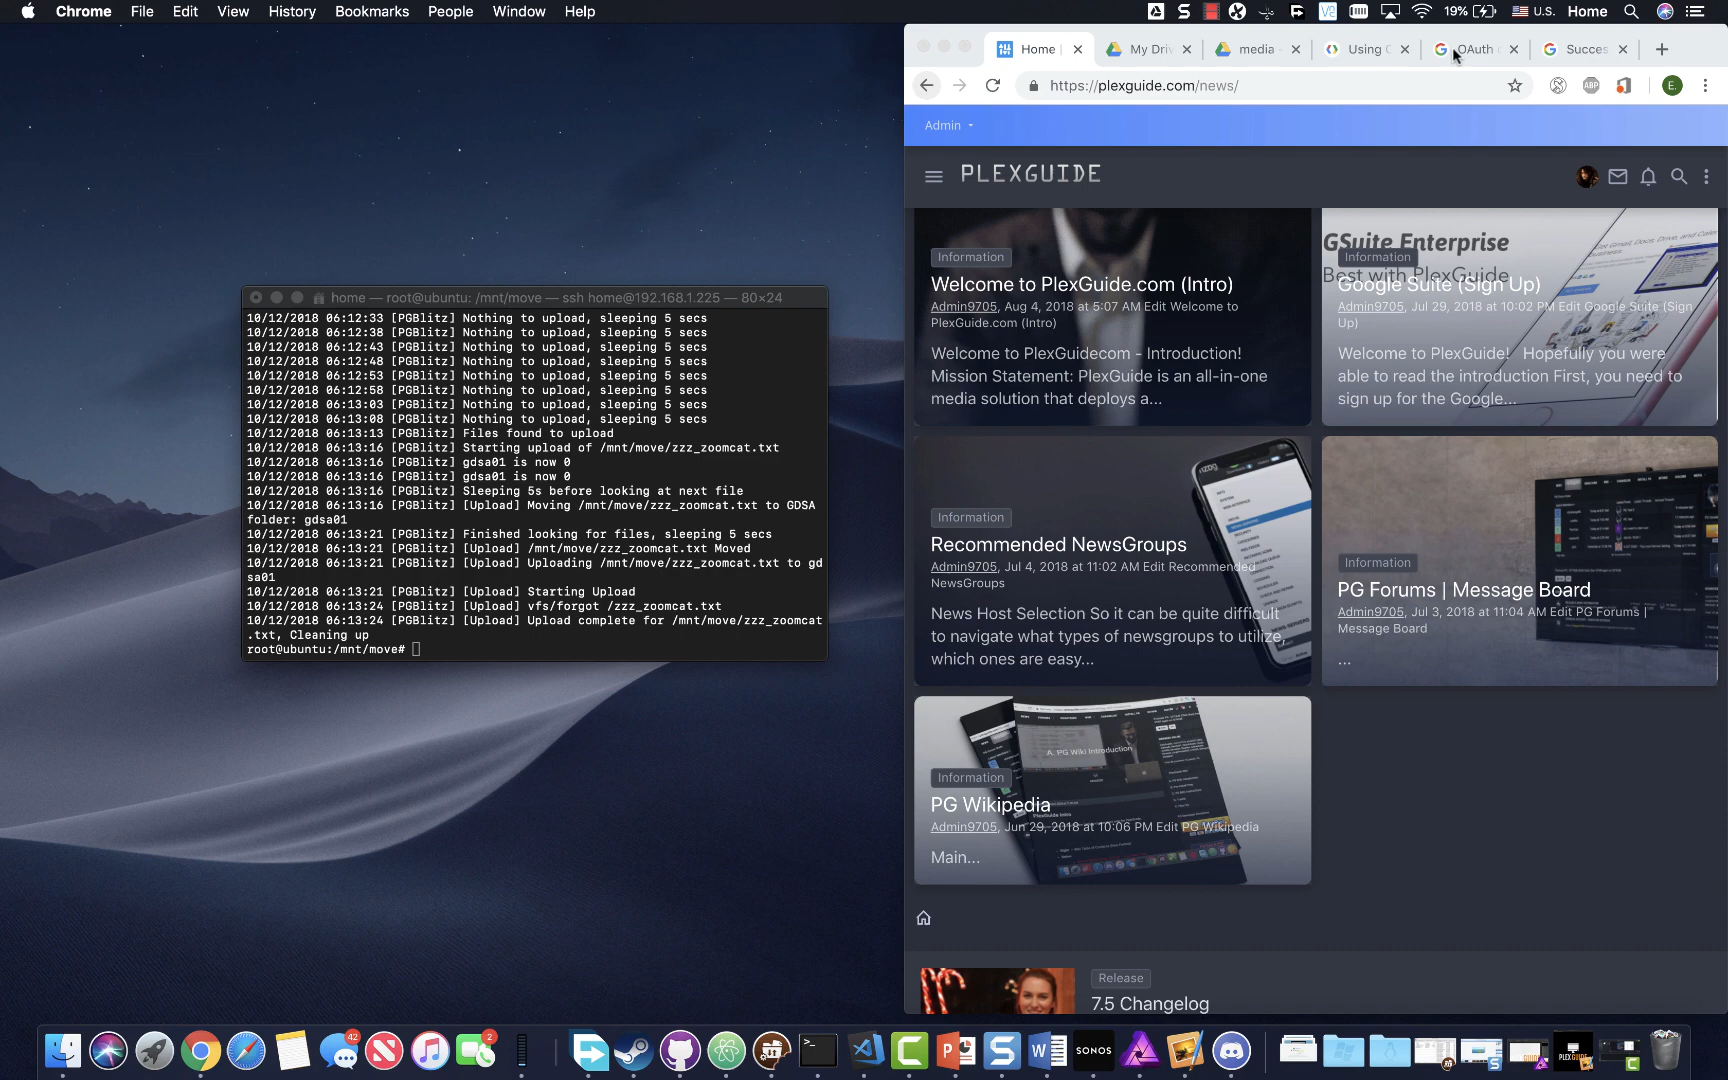 Chrome File Edit View History Bookmarks People Window Help
19% U.S. Home
Home My Driv media - Using OAuth c Succes
https://plexguide.com/news/
ABP E.
Admin
PLEXGUIDE
Information
Welcome to PlexGuide.com (Intro)
Admin9705, Aug 4, 2018 at 5:07 AM Edit Welcome to
PlexGuide.com (Intro)
Welcome to PlexGuidecom - Introduction!
Mission Statement: PlexGuide is an all-in-one
media solution that deploys a...
GSuite Enterprise
Best with PlexGuide
Information
Google Suite (Sign Up)
Admin9705, Jul 29, 2018 at 10:02 PM Edit Google Suite (Sign
Up)
Welcome to PlexGuide! Hopefully you were
able to read the introduction First, you need to
sign up for the Google...
Information
Recommended NewsGroups
Admin9705, Jul 4, 2018 at 11:02 AM Edit Recommended
NewsGroups
News Host Selection So it can be quite difficult
to navigate what types of newsgroups to utilize,
which ones are easy...
Information
PG Forums | Message Board
Admin9705, Jul 3, 2018 at 11:04 AM Edit PG Forums |
Message Board
...
A. PG Wiki Introduction
Information
PG Wikipedia
Admin9705, Jun 29, 2018 at 10:06 PM Edit PG Wikipedia
Main...
Release
7.5 Changelog
home — root@ubuntu: /mnt/move — ssh home@192.168.1.225 — 80×24
10/12/2018 06:12:33 [PGBlitz] Nothing to upload, sleeping 5 secs
10/12/2018 06:12:38 [PGBlitz] Nothing to upload, sleeping 5 secs
10/12/2018 06:12:43 [PGBlitz] Nothing to upload, sleeping 5 secs
10/12/2018 06:12:48 [PGBlitz] Nothing to upload, sleeping 5 secs
10/12/2018 06:12:53 [PGBlitz] Nothing to upload, sleeping 5 secs
10/12/2018 06:12:58 [PGBlitz] Nothing to upload, sleeping 5 secs
10/12/2018 06:13:03 [PGBlitz] Nothing to upload, sleeping 5 secs
10/12/2018 06:13:08 [PGBlitz] Nothing to upload, sleeping 5 secs
10/12/2018 06:13:13 [PGBlitz] Files found to upload
10/12/2018 06:13:16 [PGBlitz] Starting upload of /mnt/move/zzz_zoomcat.txt
10/12/2018 06:13:16 [PGBlitz] gdsa01 is now 0
10/12/2018 06:13:16 [PGBlitz] gdsa01 is now 0
10/12/2018 06:13:16 [PGBlitz] Sleeping 5s before looking at next file
10/12/2018 06:13:16 [PGBlitz] [Upload] Moving /mnt/move/zzz_zoomcat.txt to GDSA
folder: gdsa01
10/12/2018 06:13:21 [PGBlitz] Finished looking for files, sleeping 5 secs
10/12/2018 06:13:21 [PGBlitz] [Upload] /mnt/move/zzz_zoomcat.txt Moved
10/12/2018 06:13:21 [PGBlitz] [Upload] Uploading /mnt/move/zzz_zoomcat.txt to gd
sa01
10/12/2018 06:13:21 [PGBlitz] [Upload] Starting Upload
10/12/2018 06:13:24 [PGBlitz] [Upload] vfs/forgot /zzz_zoomcat.txt
10/12/2018 06:13:24 [PGBlitz] [Upload] Upload complete for /mnt/move/zzz_zoomcat
.txt, Cleaning up
root@ubuntu:/mnt/move#
42
2
SONOS